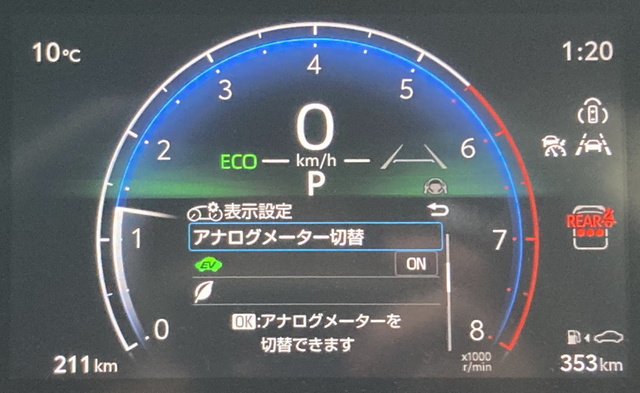 10℃
1:20
4
3
5
0
2
ECO
km/h
6
P
REAR
表示設定
アナログメーター切替
1
7
EV
ON
OK:アナログメーターを
切替できます
0
8
x1000
r/min
211km
353km